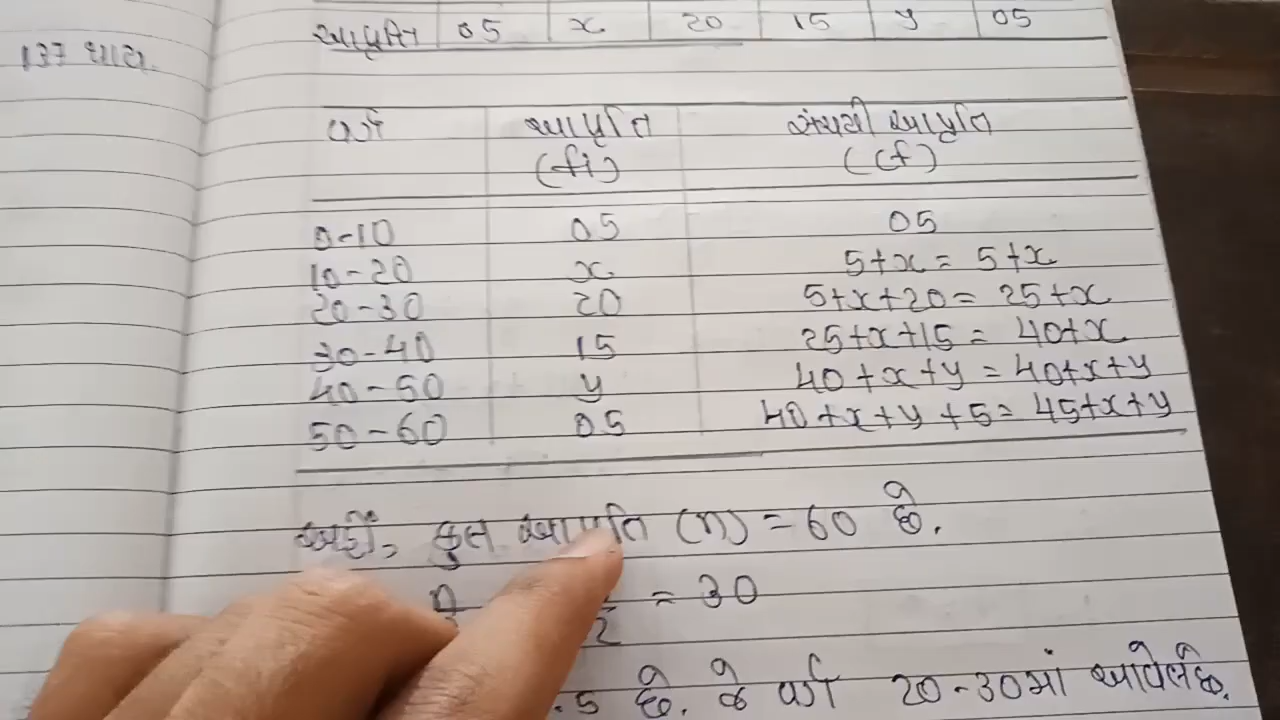 આવૃત્તિ 05 x 20 15 y 05
વર્ગ આવૃત્તિ સંચયી આવૃત્તિ
(fi) (cf)
0-10 05 05
10-20 x 5+x = 5+x
20-30 20 5+x+20 = 25+x
30-40 15 25+x+15 = 40+x
40-50 y 40+x+y = 40+x+y
50-60 05 40+x+y+5 = 45+x+y
અહીં, કુલ આવૃત્તિ (n) = 60 છે.
= 30
.5 છે. જે વર્ગ 20-30માં આવેલ છે.